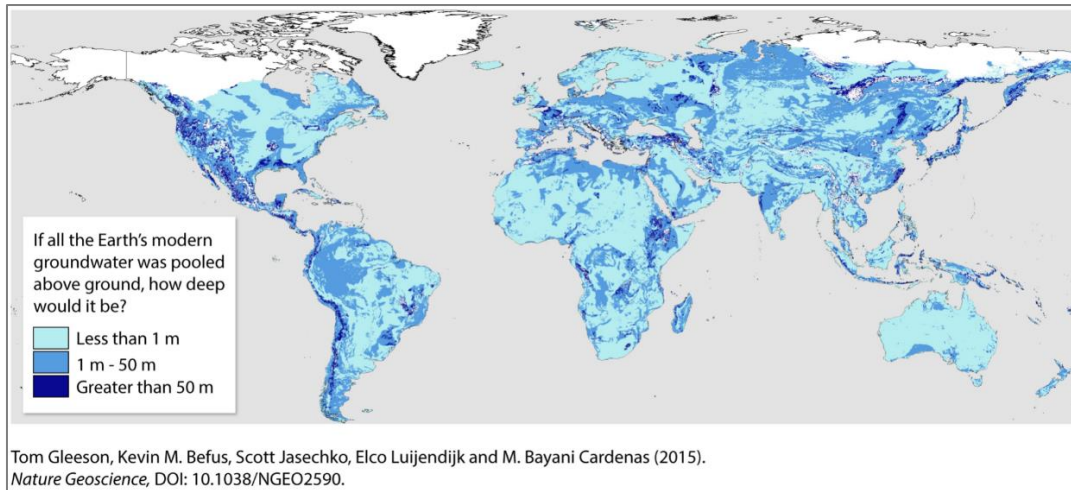 If all the Earth's modern
groundwater was pooled
above ground, how deep
would it be?
Less than 1 m
1 m - 50 m
Greater than 50 m
Tom Gleeson, Kevin M. Befus, Scott Jasechko, Elco Luijendijk and M. Bayani Cardenas (2015).
Nature Geoscience, DOI: 10.1038/NGEO2590.